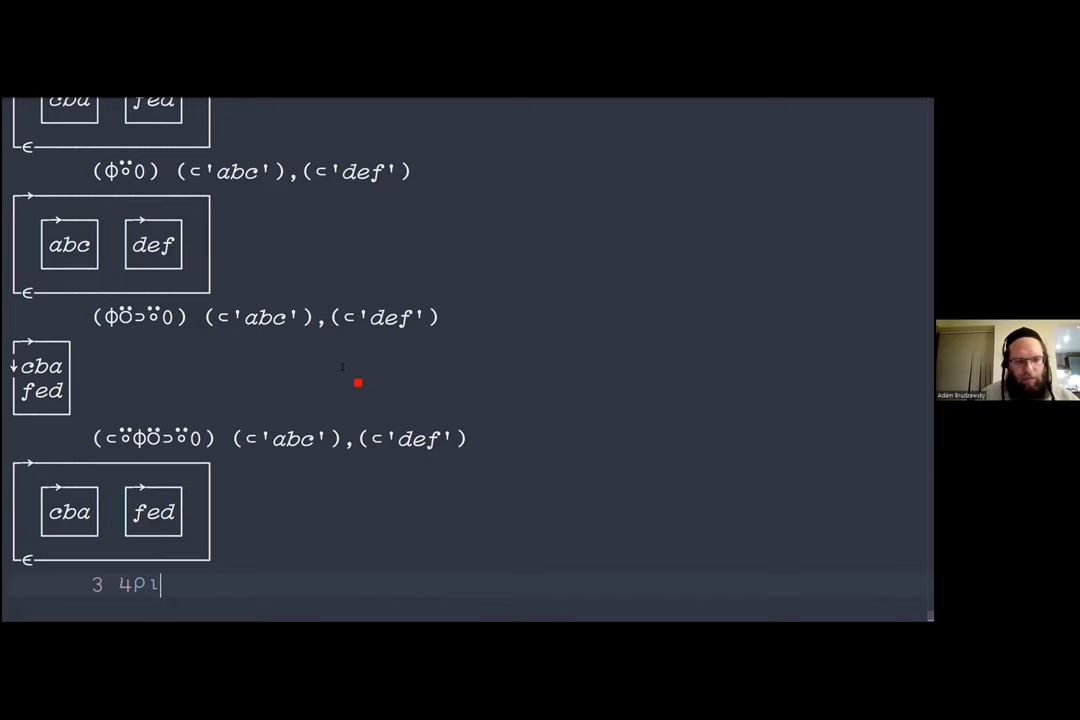 cba fed
(⌽⍤0) (⊂'abc'),(⊂'def')
abc def
(⌽⍥⊃⍤0) (⊂'abc'),(⊂'def')
cba
fed
(⊂⍤⌽⍥⊃⍤0) (⊂'abc'),(⊂'def')
cba fed
3 4⍴⍳
Adám Brudzewsky